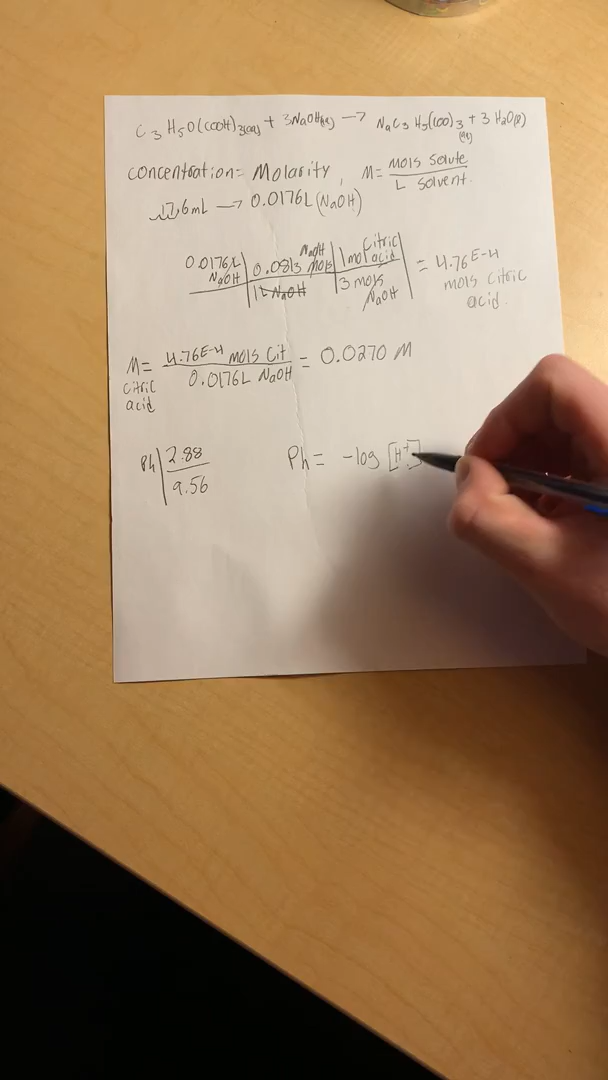 C3H5O(COOH)3(aq) + 3NaOH(aq) → NaC3H5(COO)3(aq) + 3H2O(l)
concentration = Molarity, M = mols solute / L solvent.
17.6mL → 0.0176L (NaOH)
0.0176L NaOH | 0.0813 mols NaOH / 1L NaOH | 1 mol citric acid / 3 mols NaOH | = 4.76E-4 mols citric acid.
M citric acid = 4.76E-4 mols cit / 0.0176L NaOH = 0.0270 M
Ph | 2.88 / 9.56
Ph = -log [H+]